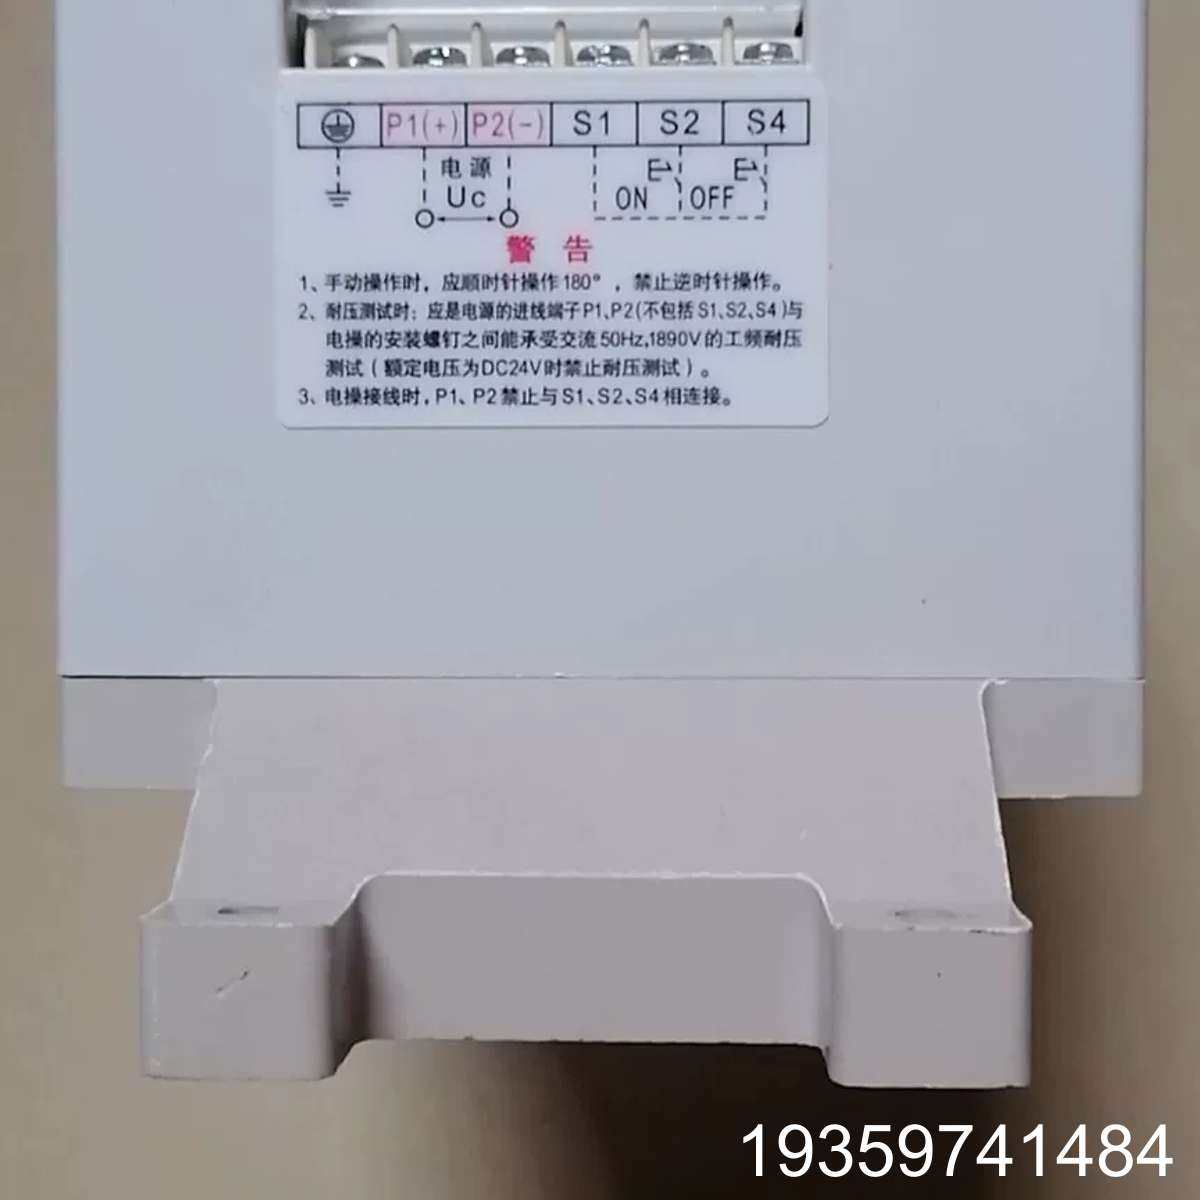 P1(+) P2(-) S1 S2 S4
电源
Uc
ON OFF
警 告
1、手动操作时，应顺时针操作180°，禁止逆时针操作。
2、耐压测试时：应是电源的进线端子P1、P2(不包括S1、S2、S4)与
电操的安装螺钉之间能承受交流50Hz,1890V的工频耐压
测试（额定电压为DC24V时禁止耐压测试）。
3、电操接线时，P1、P2禁止与S1、S2、S4相连接。
19359741484